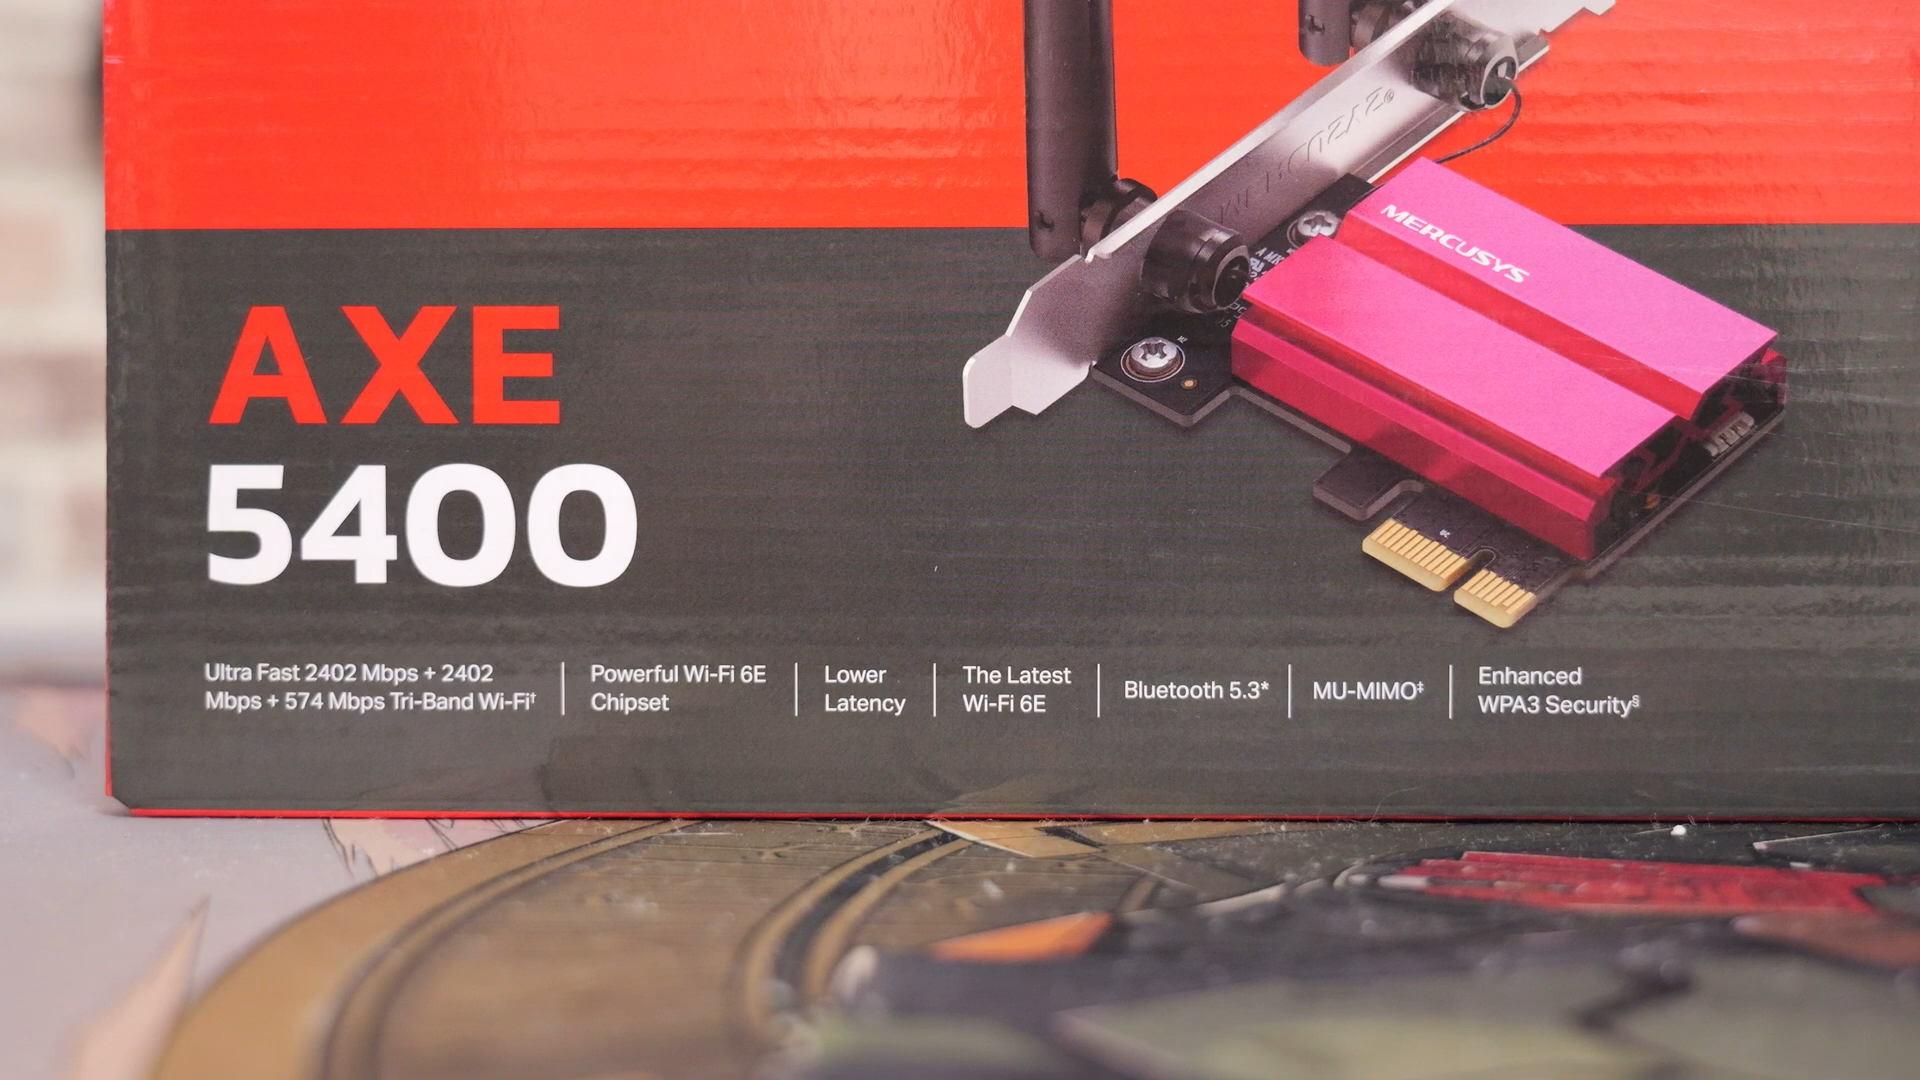 MERCUSYS®
MERCUSYS
AXE
5400
Ultra Fast 2402 Mbps + 2402
Mbps + 574 Mbps Tri-Band Wi-Fi†
Powerful Wi-Fi 6E
Chipset
Lower
Latency
The Latest
Wi-Fi 6E
Bluetooth 5.3*
MU-MIMO‡
Enhanced
WPA3 Security§